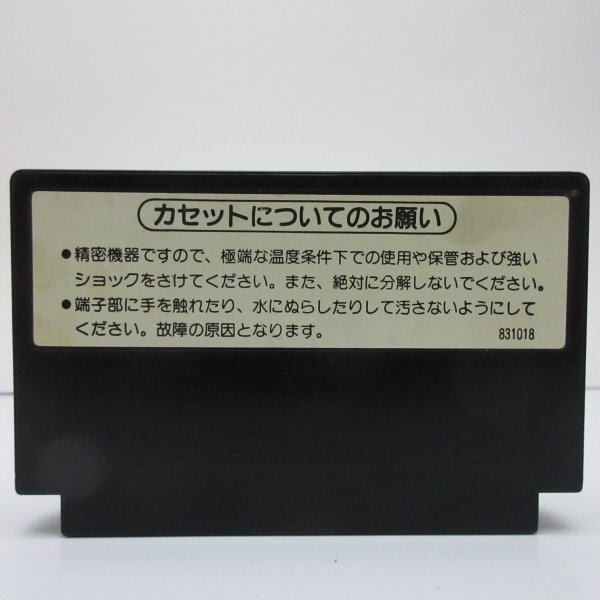 カセットについてのお願い
●精密機器ですので、極端な温度条件下での使用や保管および強い
ショックをさけてください。また、絶対に分解しないでください。
●端子部に手を触れたり、水にぬらしたりして汚さないようにして
ください。故障の原因となります。
831018